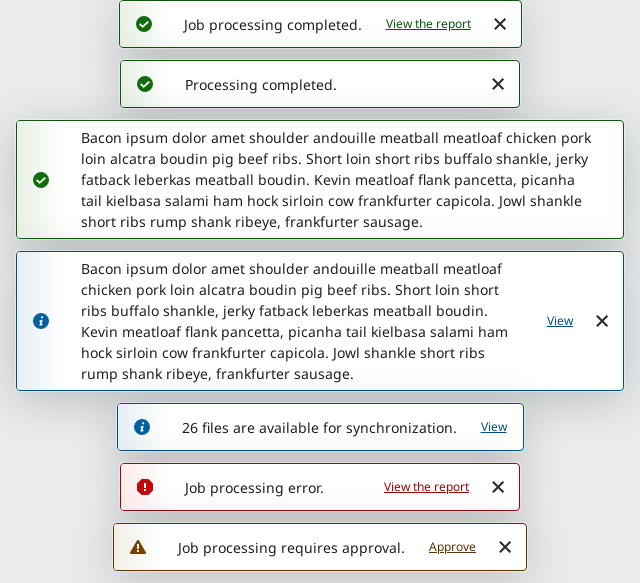 Job processing completed. View the report
Processing completed.
Bacon ipsum dolor amet shoulder andouille meatball meatloaf chicken pork
loin alcatra boudin pig beef ribs. Short loin short ribs buffalo shankle, jerky
fatback leberkas meatball boudin. Kevin meatloaf flank pancetta, picanha
tail kielbasa salami ham hock sirloin cow frankfurter capicola. Jowl shankle
short ribs rump shank ribeye, frankfurter sausage.
Bacon ipsum dolor amet shoulder andouille meatball meatloaf
chicken pork loin alcatra boudin pig beef ribs. Short loin short
ribs buffalo shankle, jerky fatback leberkas meatball boudin.
Kevin meatloaf flank pancetta, picanha tail kielbasa salami ham
hock sirloin cow frankfurter capicola. Jowl shankle short ribs
rump shank ribeye, frankfurter sausage.
View
26 files are available for synchronization. View
Job processing error. View the report
Job processing requires approval. Approve